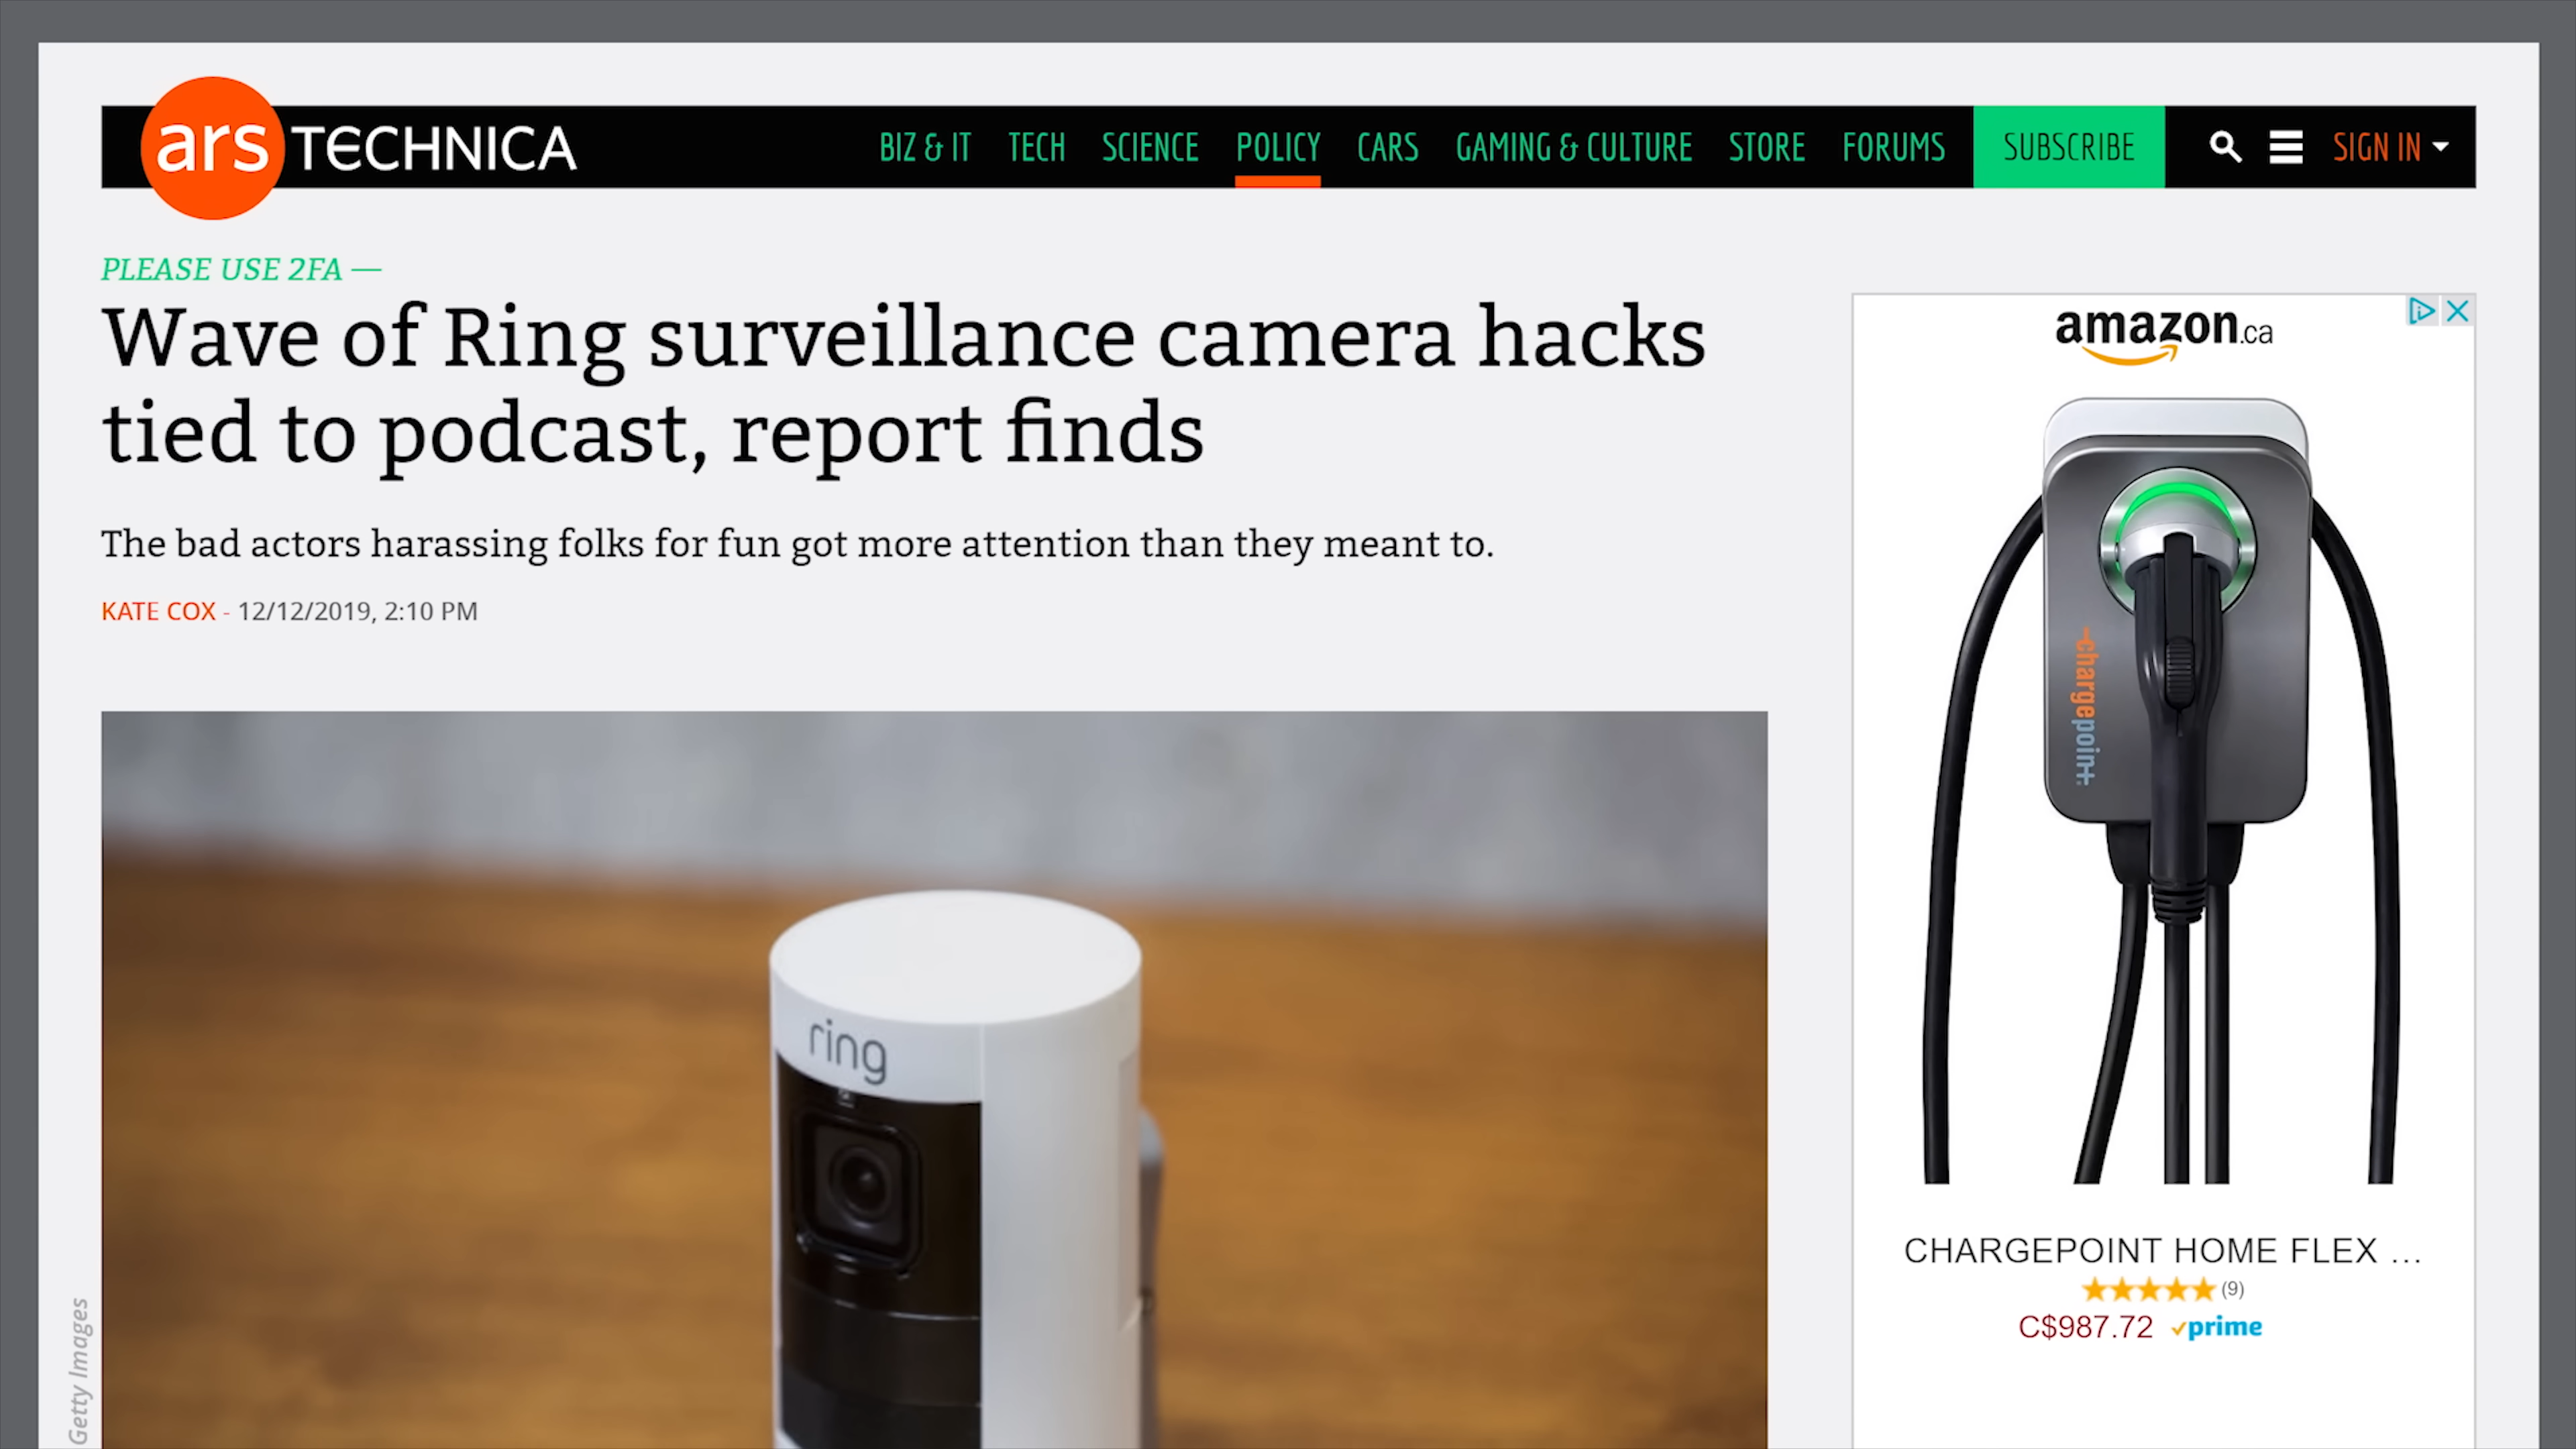 ars TECHNICA
BIZ & IT TECH SCIENCE POLICY CARS GAMING & CULTURE STORE FORUMS SUBSCRIBE SIGN IN
PLEASE USE 2FA —
Wave of Ring surveillance camera hacks
tied to podcast, report finds
The bad actors harassing folks for fun got more attention than they meant to.
KATE COX - 12/12/2019, 2:10 PM
ring
Getty Images
amazon.ca
-chargepoin+.
CHARGEPOINT HOME FLEX ...
(9)
C$987.72 prime